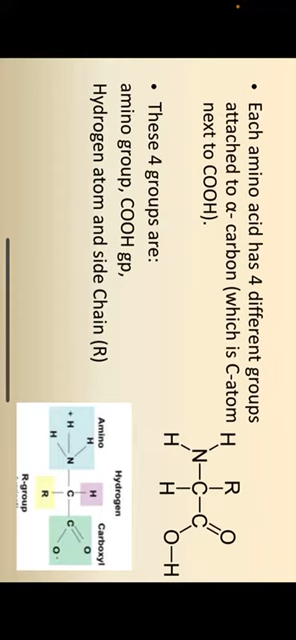 • Each amino acid has 4 different groups
attached to α- carbon (which is C-atom
next to COOH).
• These 4 groups are:
amino group, COOH gp,
Hydrogen atom and side Chain (R)
H R O
N-C-C
H H O-H
Hydrogen
Amino Carboxyl
H H O
+ H N C C
H R O-
R-group